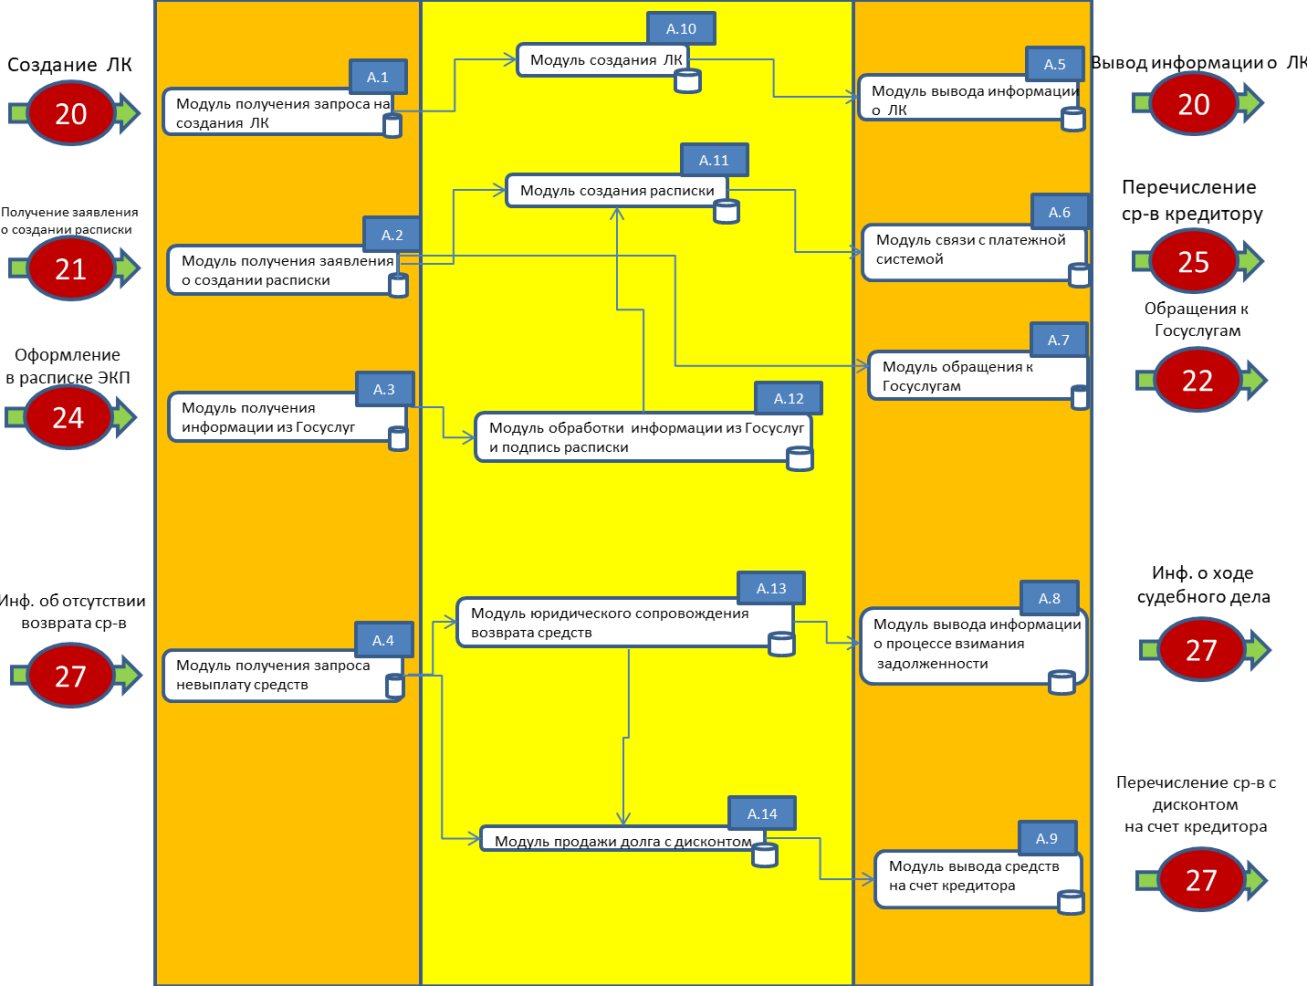 Создание ЛК
20
Получение заявления
о создании расписки
21
Оформление
в расписке ЭКП
24
Инф. об отсутствии
возврата ср-в
27
А.1
Модуль получения запроса на
создания ЛК
А.2
Модуль получения заявления
о создании расписки
А.3
Модуль получения
информации из Госуслуг
А.4
Модуль получения запроса
невыплату средств
А.10
Модуль создания ЛК
А.11
Модуль создания расписки
А.12
Модуль обработки информации из Госуслуг
и подпись расписки
А.13
Модуль юридического сопровождения
возврата средств
А.14
Модуль продажи долга с дисконтом
А.5
Модуль вывода информации
о ЛК
А.6
Модуль связи с платежной
системой
А.7
Модуль обращения к
Госуслугам
А.8
Модуль вывода информации
о процессе взимания
задолженности
А.9
Модуль вывода средств
на счет кредитора
Вывод информации о ЛК
20
Перечисление
ср-в кредитору
25
Обращения к
Госуслугам
22
Инф. о ходе
судебного дела
27
Перечисление ср-в с
дисконтом
на счет кредитора
27